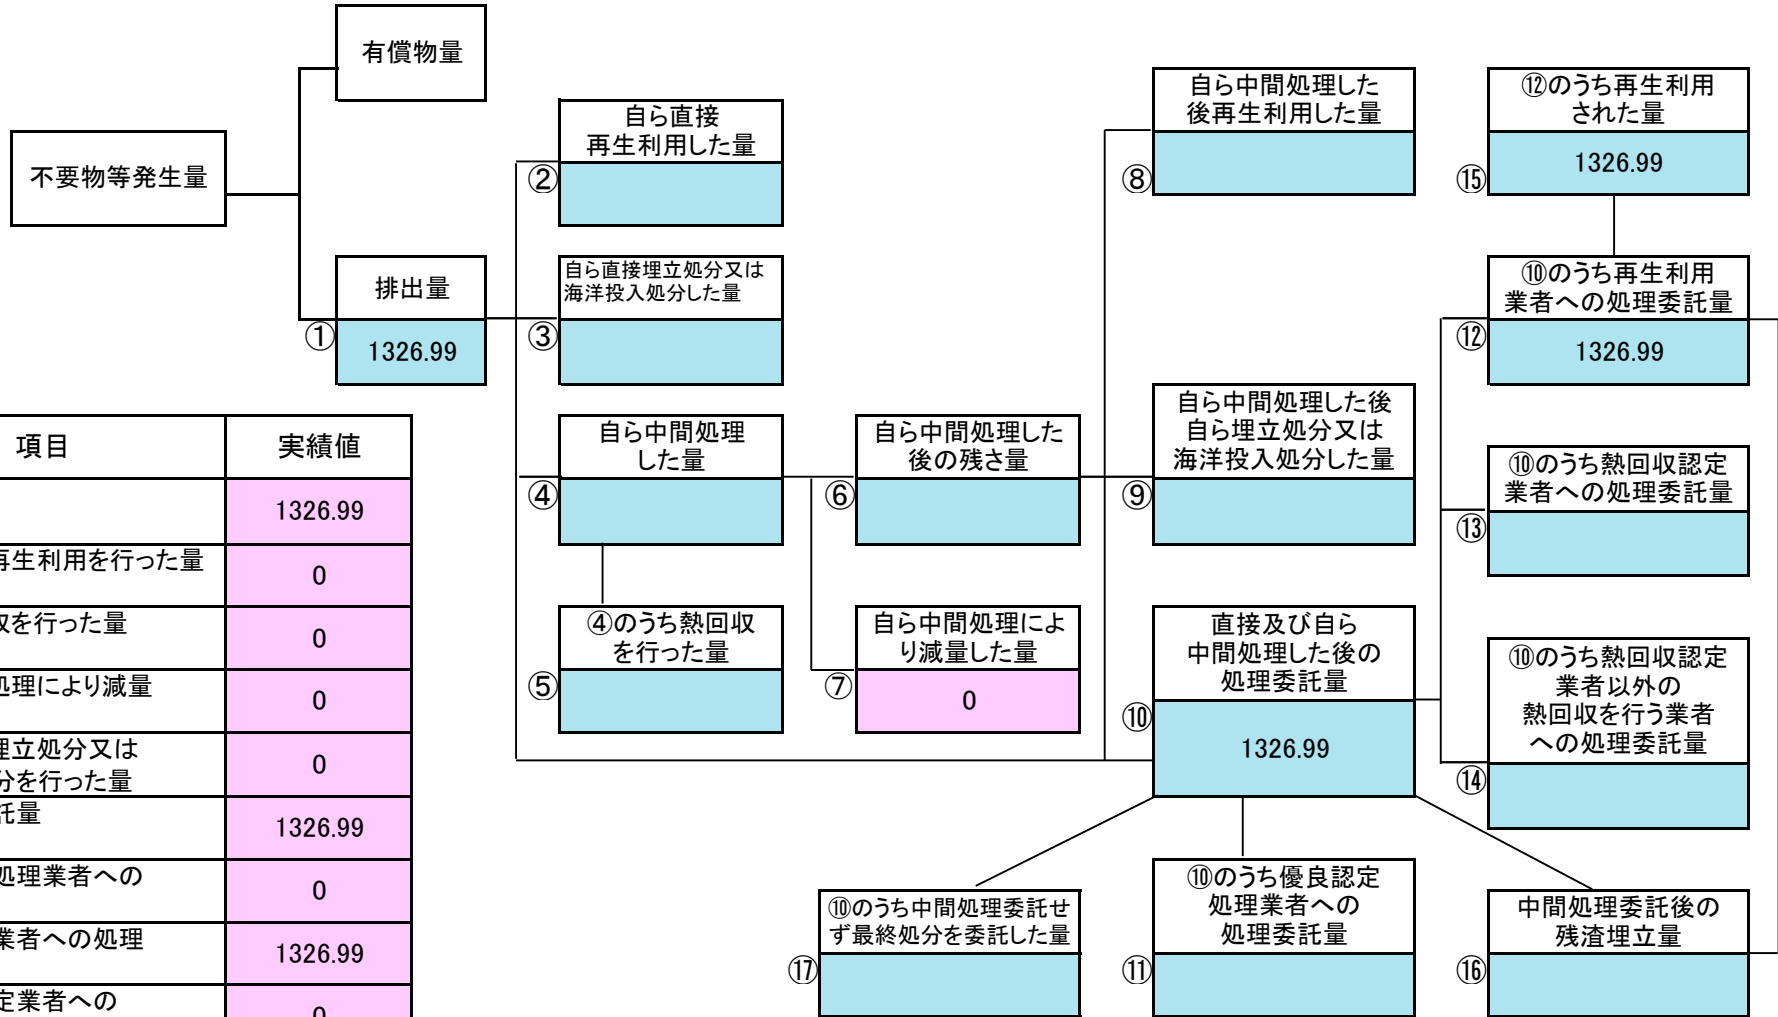 有償物量
不要物等発生量
排出量
①
1326.99
自ら直接
再生利用した量
②
自ら直接埋立処分又は
海洋投入処分した量
③
自ら中間処理
した量
④
④のうち熱回収
を行った量
⑤
自ら中間処理した
後の残さ量
⑥
自ら中間処理によ
り減量した量
⑦
0
自ら中間処理した
後再生利用した量
⑧
自ら中間処理した後
自ら埋立処分又は
海洋投入処分した量
⑨
直接及び自ら
中間処理した後の
処理委託量
⑩
1326.99
⑩のうち優良認定
処理業者への
処理委託量
⑪
⑫のうち再生利用
された量
⑮
1326.99
⑩のうち再生利用
業者への処理委託量
⑫
1326.99
⑩のうち熱回収認定
業者への処理委託量
⑬
⑩のうち熱回収認定
業者以外の
熱回収を行う業者
への処理委託量
⑭
中間処理委託後の
残渣埋立量
⑯
⑩のうち中間処理委託せ
ず最終処分を委託した量
⑰
項目 実績値
1326.99
再生利用を行った量
0
を行った量
0
処理により減量
0
埋立処分又は
分を行った量
0
託量
1326.99
処理業者への
0
業者への処理
1326.99
定業者への
0